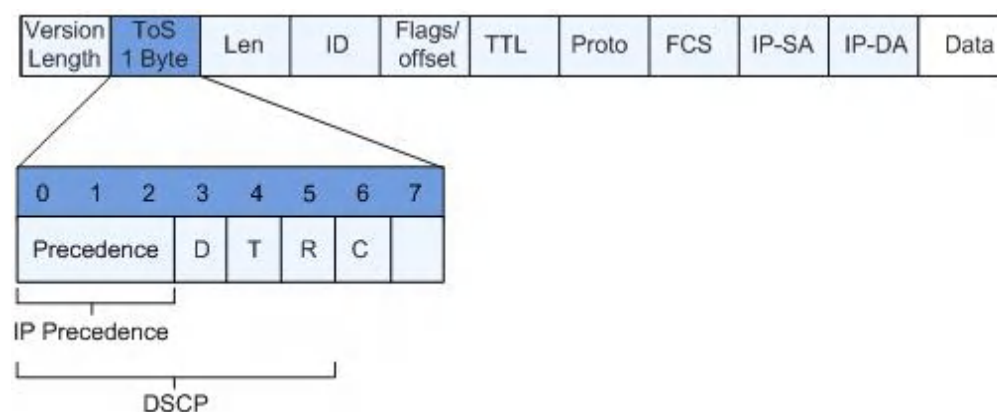 Version Length
ToS 1 Byte
Len
ID
Flags/ offset
TTL
Proto
FCS
IP-SA
IP-DA
Data
0 1 2 3 4 5 6 7
Precedence D T R C
IP Precedence
DSCP